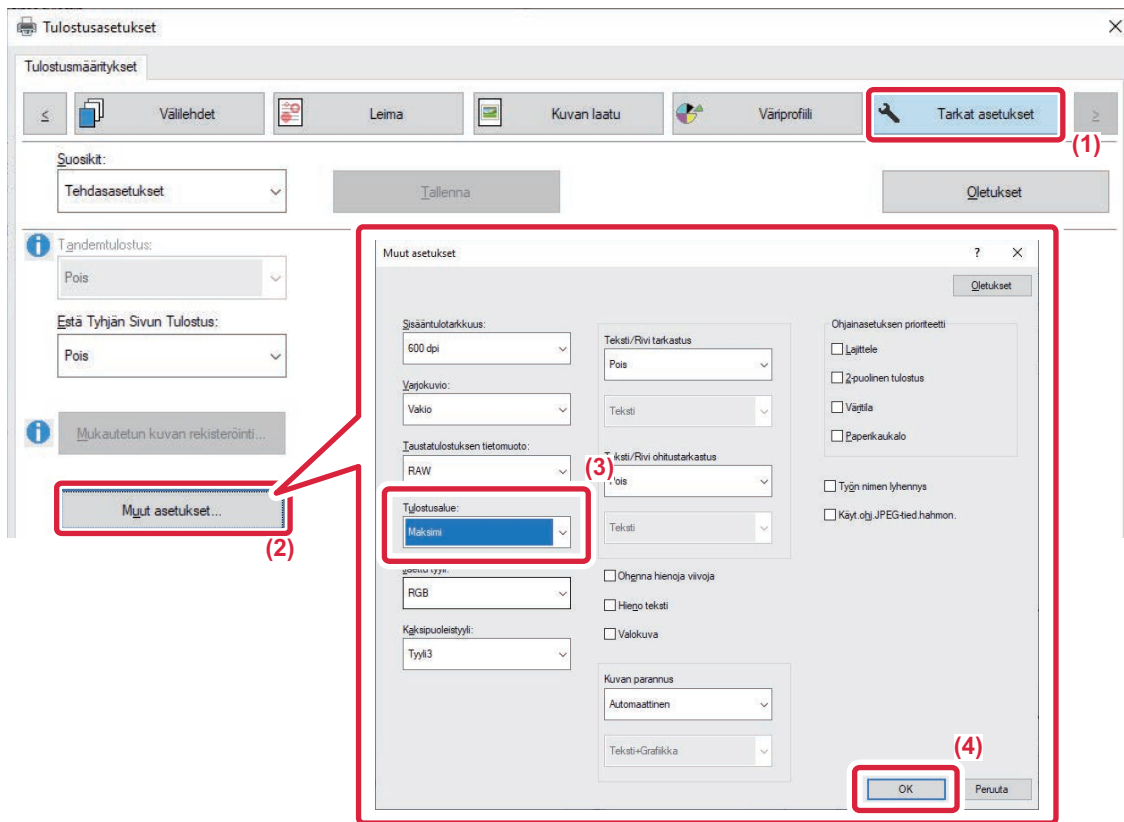 Tulostusasetukset
Tulostusmääritykset
≤ Välilehdet Leima Kuvan laatu Väriprofiili Tarkat asetukset ≥
(1)
Suosikit:
Tehdasasetukset Tallenna Oletukset
Tandemtulostus:
Pois
Estä Tyhjän Sivun Tulostus:
Pois
Mukautetun kuvan rekisteröinti...
Muut asetukset...
(2)
Muut asetukset ?
Oletukset
Sisääntulotarkkuus:
600 dpi
Varjokuvio:
Vakio
Taustatulostuksen tietomuoto:
RAW
(3)
Tulostusalue:
Maksimi
tyyli:
RGB
Kaksipuoleistyyli:
Tyyli3
Teksti/Rivi tarkastus
Pois
Teksti
Teksti/Rivi ohitustarkastus
Pois
Teksti
Ohenna hienoja viivoja
Hieno teksti
Valokuva
Kuvan parannus
Automaattinen
Teksti+Grafiikka
Ohjainasetuksen prioriteetti
Lajittele
2-puolinen tulostus
Väritila
Paperikaukalo
Työn nimen lyhennys
Käyt.ohj.JPEG-tied.hahmon.
(4)
OK Peruuta